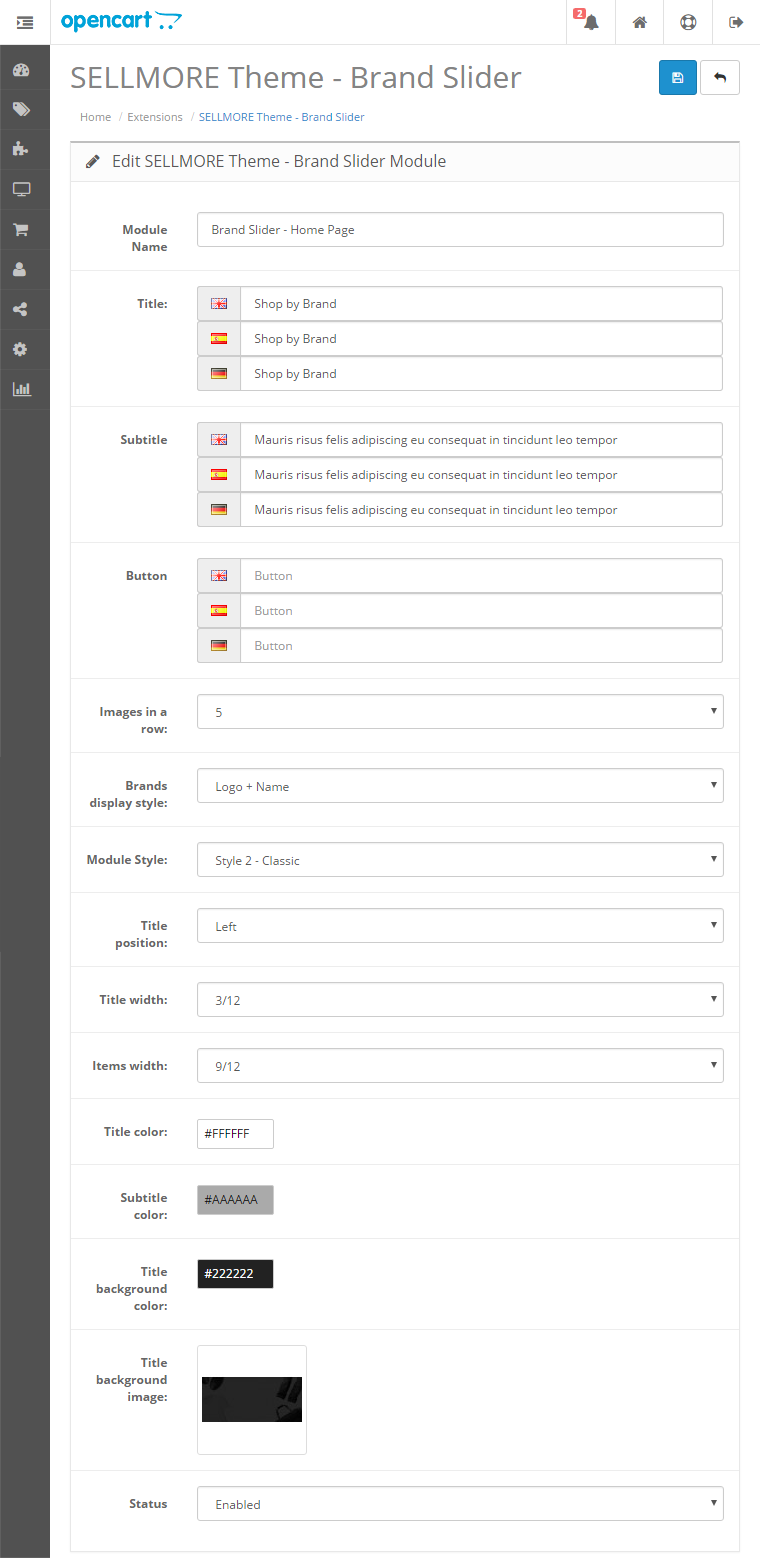 opencart
2
SELLMORE Theme - Brand Slider
Home / Extensions / SELLMORE Theme - Brand Slider
Edit SELLMORE Theme - Brand Slider Module
Module
Name
Brand Slider - Home Page
Title:
Shop by Brand
Shop by Brand
Shop by Brand
Subtitle
Mauris risus felis adipiscing eu consequat in tincidunt leo tempor
Mauris risus felis adipiscing eu consequat in tincidunt leo tempor
Mauris risus felis adipiscing eu consequat in tincidunt leo tempor
Button
Button
Button
Button
Images in a
row:
5
Brands
display style:
Logo + Name
Module Style:
Style 2 - Classic
Title
position:
Left
Title width:
3/12
Items width:
9/12
Title color:
#FFFFFF
Subtitle
color:
#AAAAAA
Title
background
color:
#222222
Title
background
image:
Status
Enabled